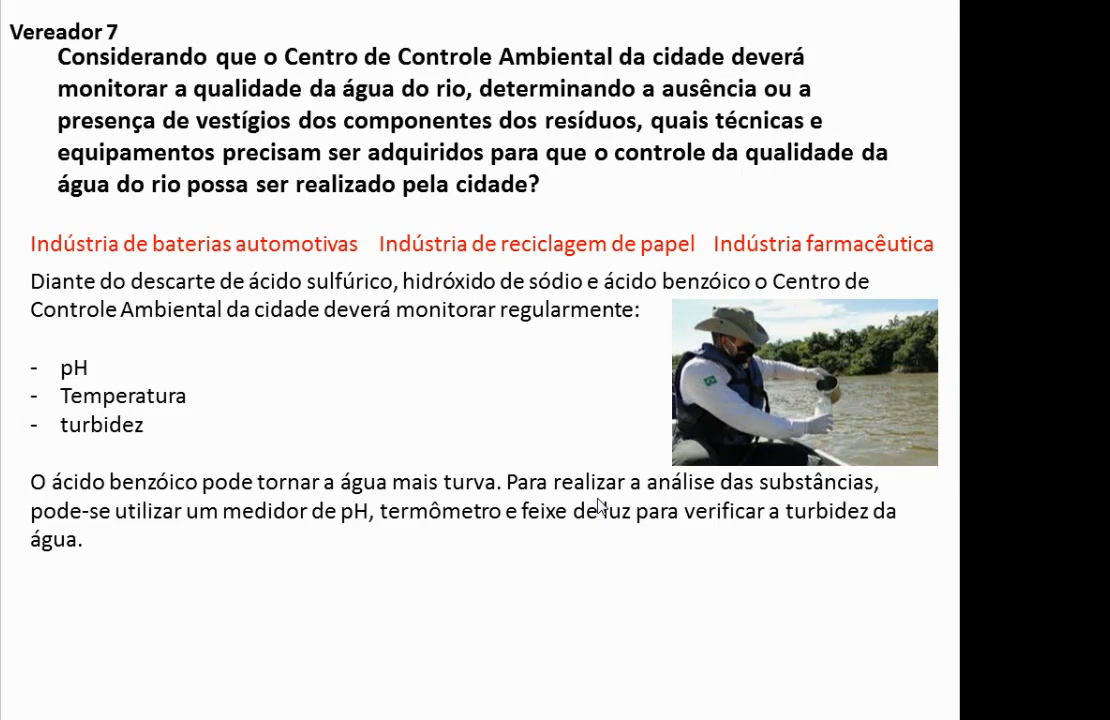 Vereador 7
Considerando que o Centro de Controle Ambiental da cidade deverá
monitorar a qualidade da água do rio, determinando a ausência ou a
presença de vestígios dos componentes dos resíduos, quais técnicas e
equipamentos precisam ser adquiridos para que o controle da qualidade da
água do rio possa ser realizado pela cidade?
Indústria de baterias automotivas Indústria de reciclagem de papel Indústria farmacêutica
Diante do descarte de ácido sulfúrico, hidróxido de sódio e ácido benzóico o Centro de
Controle Ambiental da cidade deverá monitorar regularmente:
- pH
- Temperatura
- turbidez
O ácido benzóico pode tornar a água mais turva. Para realizar a análise das substâncias,
pode-se utilizar um medidor de pH, termômetro e feixe de luz para verificar a turbidez da
água.